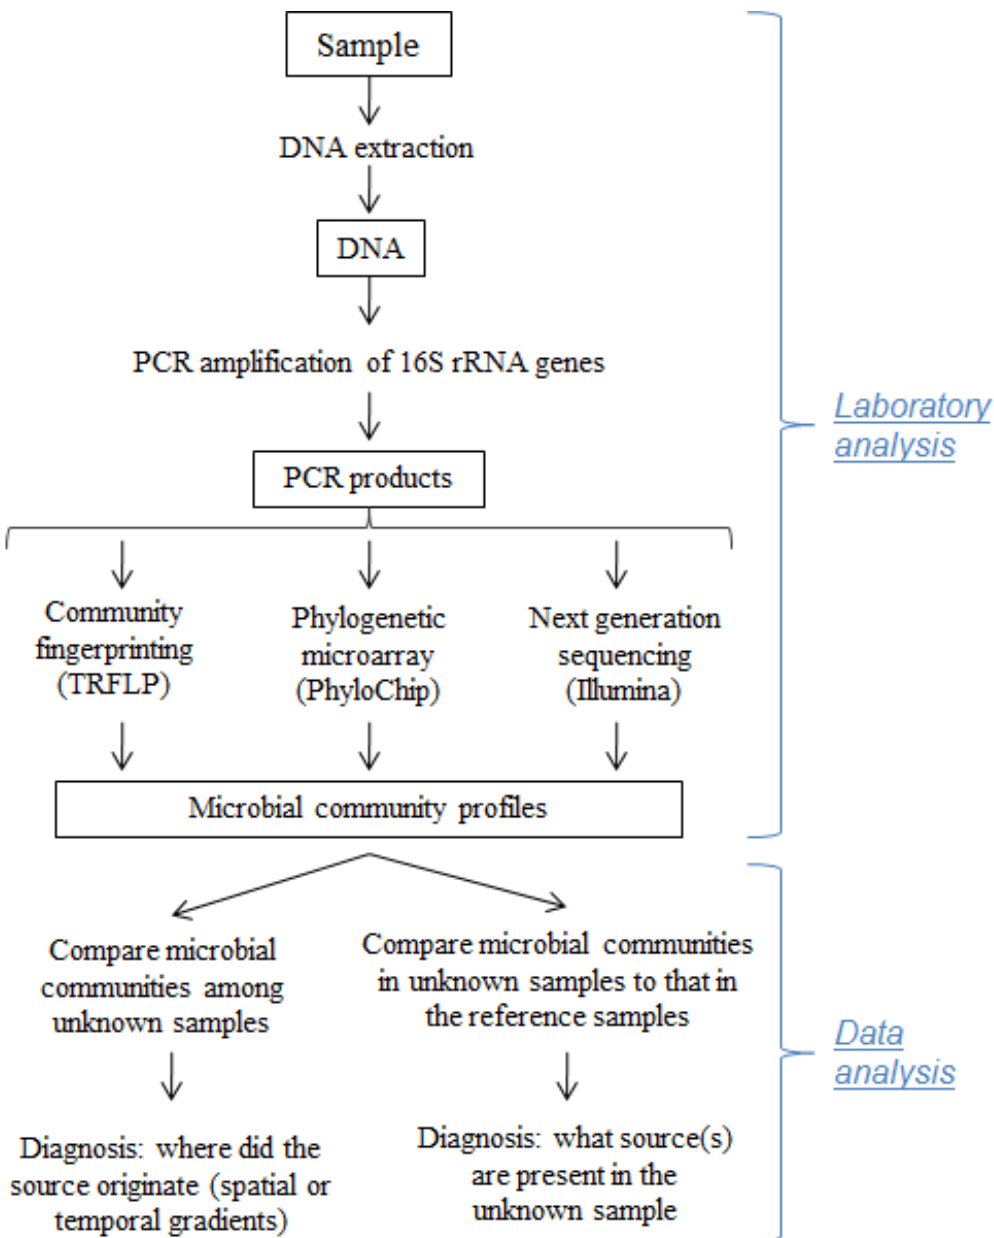 Sample
DNA extraction
DNA
PCR amplification of 16S rRNA genes
PCR products
Community
fingerprinting
(TRFLP)
Phylogenetic
microarray
(PhyloChip)
Next generation
sequencing
(Illumina)
Microbial community profiles
Laboratory
analysis
Compare microbial
communities among
unknown samples
Compare microbial communities
in unknown samples to that in
the reference samples
Diagnosis: where did the
source originate (spatial or
temporal gradients)
Diagnosis: what source(s)
are present in the
unknown sample
Data
analysis